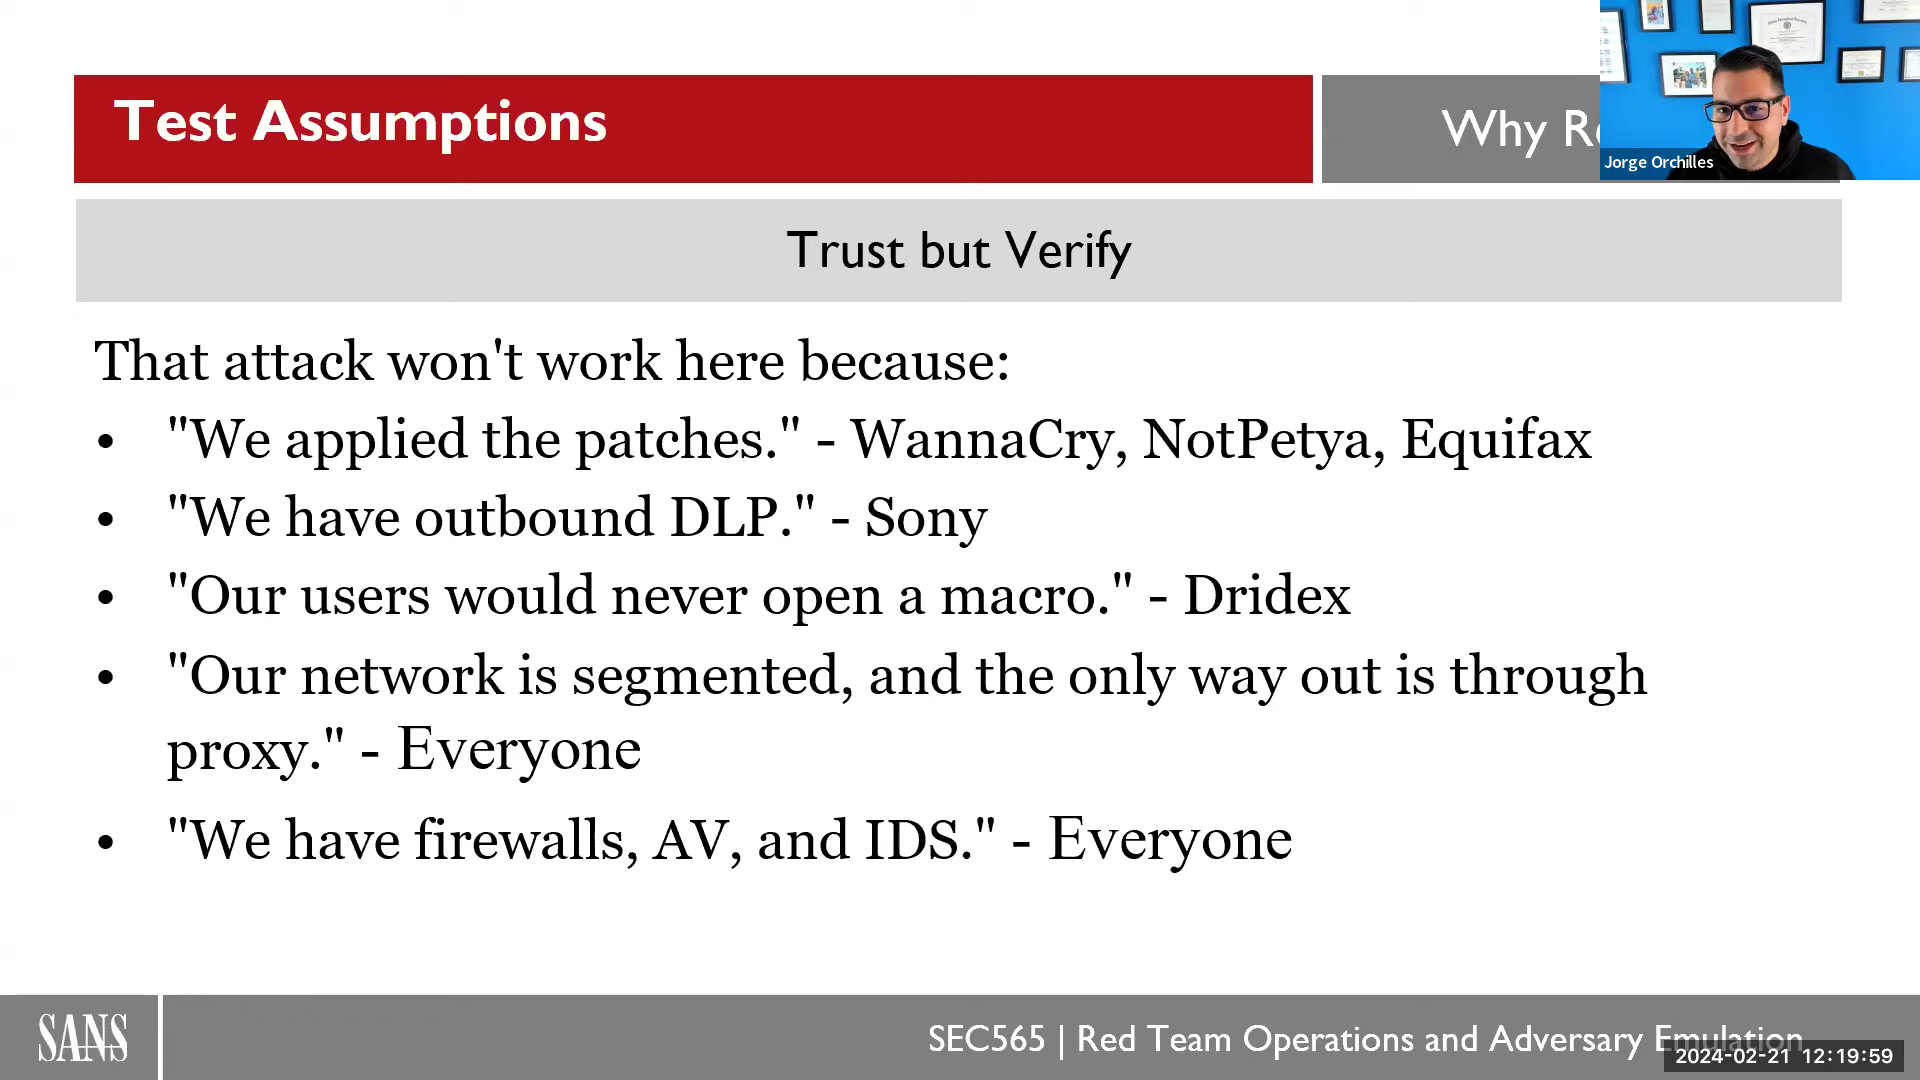 Test Assumptions
Why R
Jorge Orchilles
Trust but Verify
That attack won't work here because:
• "We applied the patches." - WannaCry, NotPetya, Equifax
• "We have outbound DLP." - Sony
• "Our users would never open a macro." - Dridex
• "Our network is segmented, and the only way out is through
proxy." - Everyone
• "We have firewalls, AV, and IDS." - Everyone
SANS
SEC565 | Red Team Operations and Adversary Emulation
2024-02-21 12:19:59